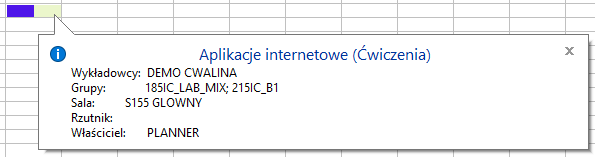 Aplikacje internetowe (Ćwiczenia)
Wykładowcy: DEMO CWALINA
Grupy: 185IC_LAB_MIX; 215IC_B1
Sala: S155 GLOWNY
Rzutnik:
Właściciel: PLANNER